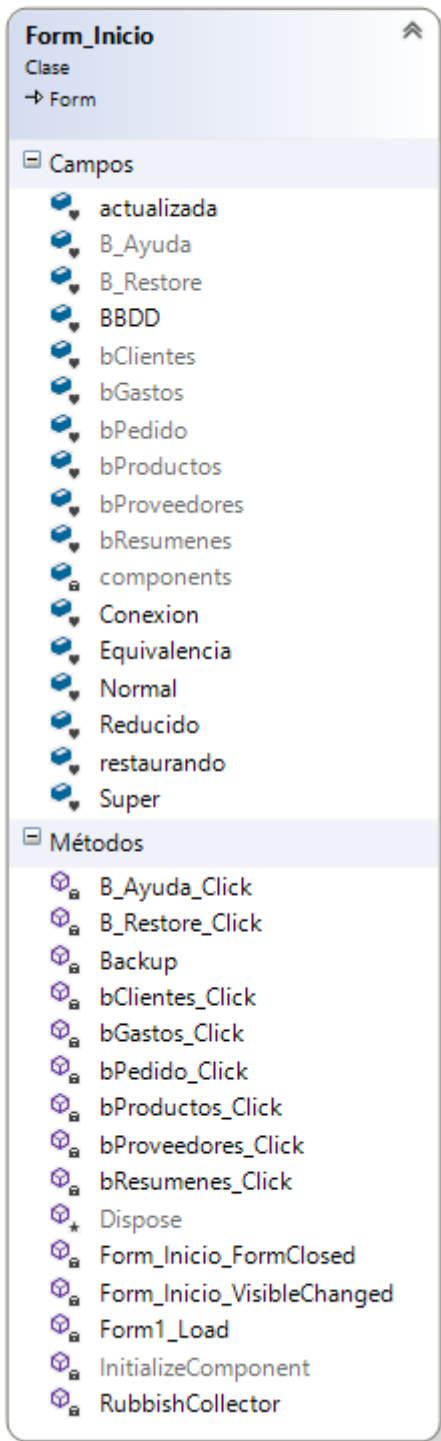 Form_Inicio
Clase
Form
Campos
actualizada
B_Ayuda
B_Restore
BBDD
bClientes
bGastos
bPedido
bProductos
bProveedores
bResumenes
components
Conexion
Equivalencia
Normal
Reducido
restaurando
Super
Métodos
B_Ayuda_Click
B_Restore_Click
Backup
bClientes_Click
bGastos_Click
bPedido_Click
bProductos_Click
bProveedores_Click
bResumenes_Click
Dispose
Form_Inicio_FormClosed
Form_Inicio_VisibleChanged
Form1_Load
InitializeComponent
RubbishCollector